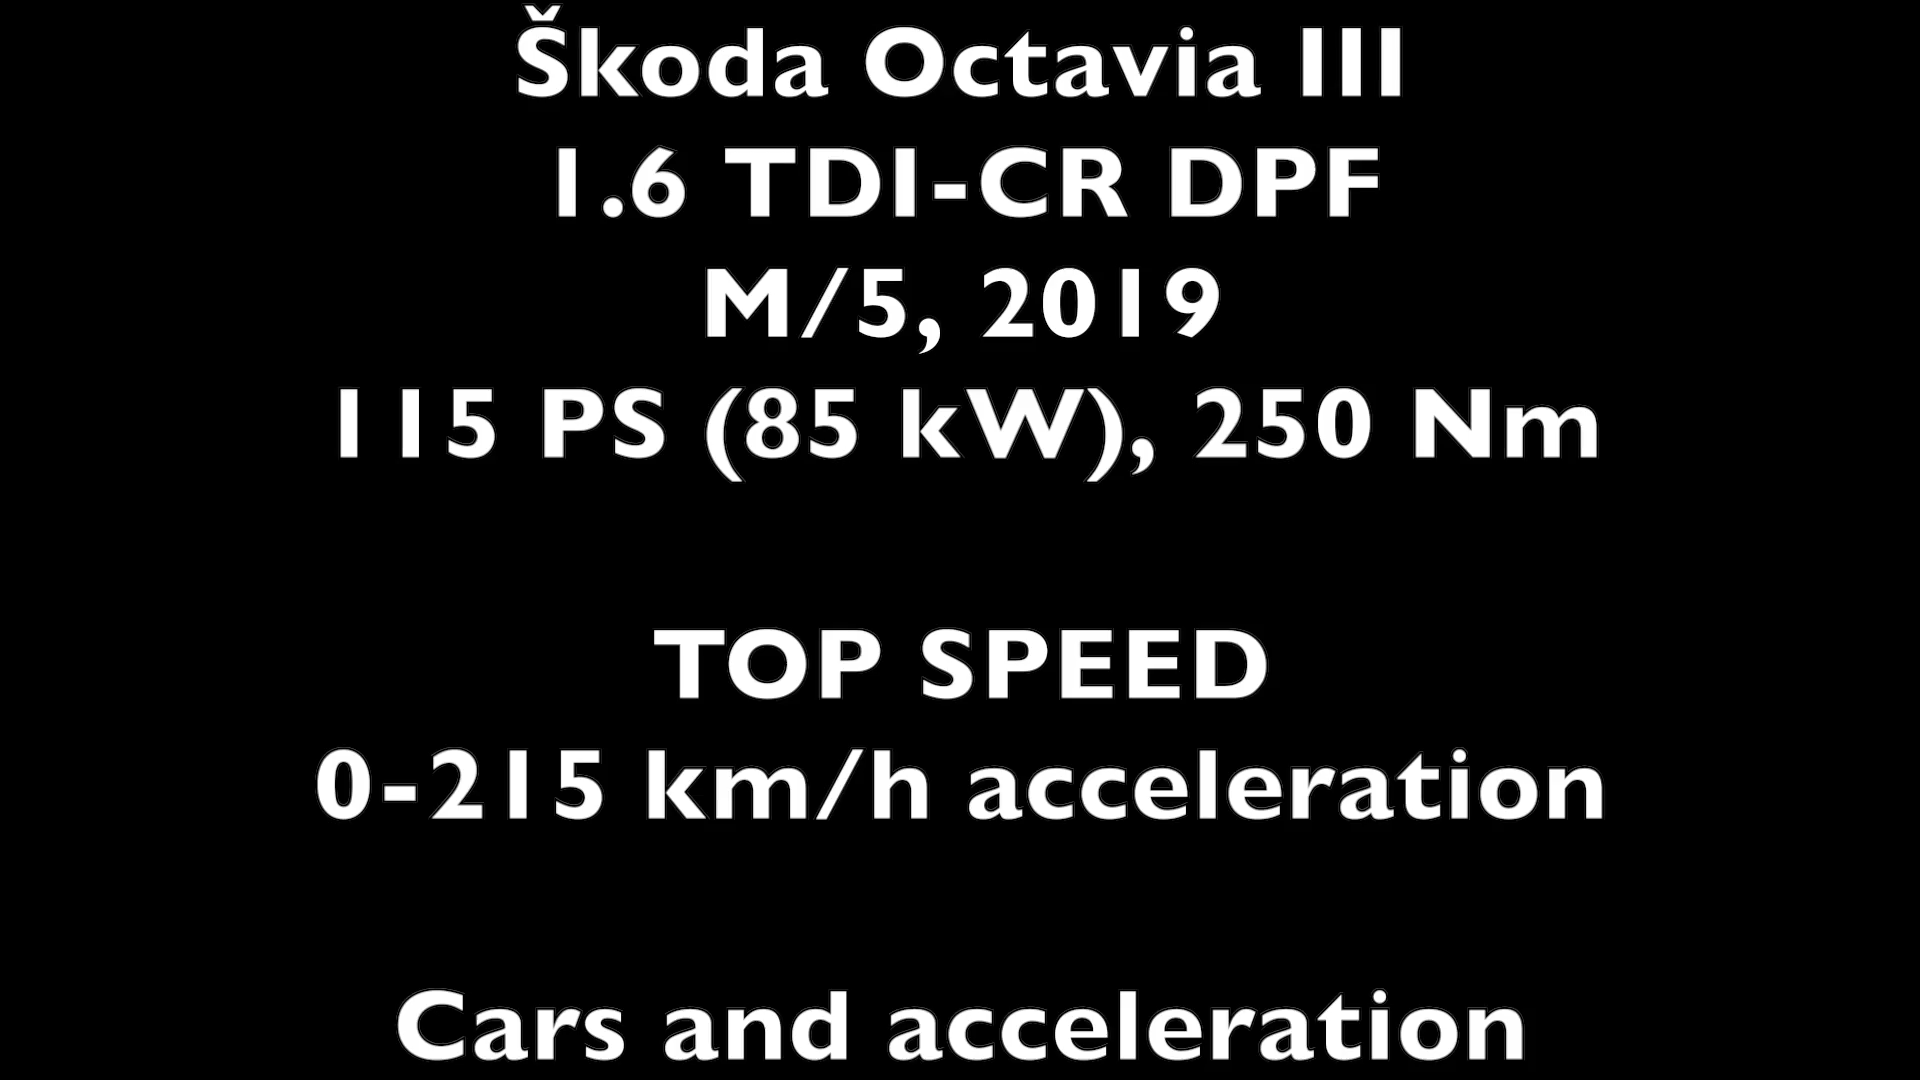 Škoda Octavia III
1.6 TDI-CR DPF
M/5, 2019
115 PS (85 kW), 250 Nm
TOP SPEED
0-215 km/h acceleration
Cars and acceleration